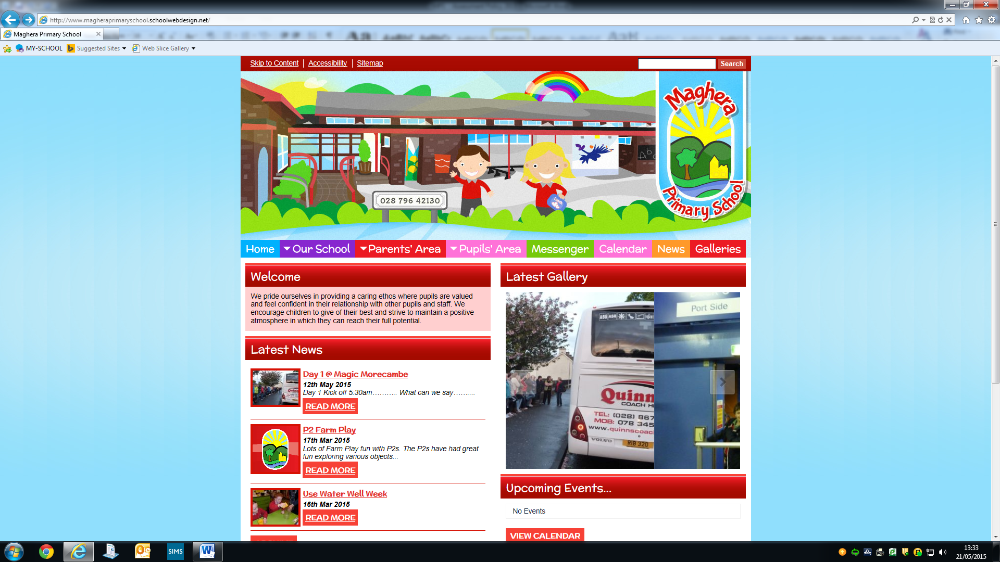 http://www.magheraprimaryschool.schoolwebdesign.net/
Maghera Primary School
MY-SCHOOL Suggested Sites Web Slice Gallery
Skip to Content Accessibility Sitemap
Search
Maghera
Primary School
Abc
028 796 42130
Lunch
Home Our School Parents' Area Pupils' Area Messenger Calendar News Galleries
Welcome
We pride ourselves in providing a caring ethos where pupils are valued
and feel confident in their relationship with other pupils and staff. We
encourage children to give of their best and strive to maintain a positive
atmosphere in which they can reach their full potential.
Latest News
Day 1 @ Magic Morecambe
12th May 2015
Day 1 Kick off 5:30am……….. What can we say……...
READ MORE
P2 Farm Play
17th Mar 2015
Lots of Farm Play fun with P2s. The P2s have had great
fun exploring various objects...
READ MORE
Use Water Well Week
16th Mar 2015
READ MORE
Latest Gallery
Port Side
ABS ASR
Quinn
COACH H
TEL: (028) 867
MOB: 078 345
www.quinnscoac
VOLVO
RIB 320
Upcoming Events...
No Events
VIEW CALENDAR
SIMS
13:33
21/05/2015